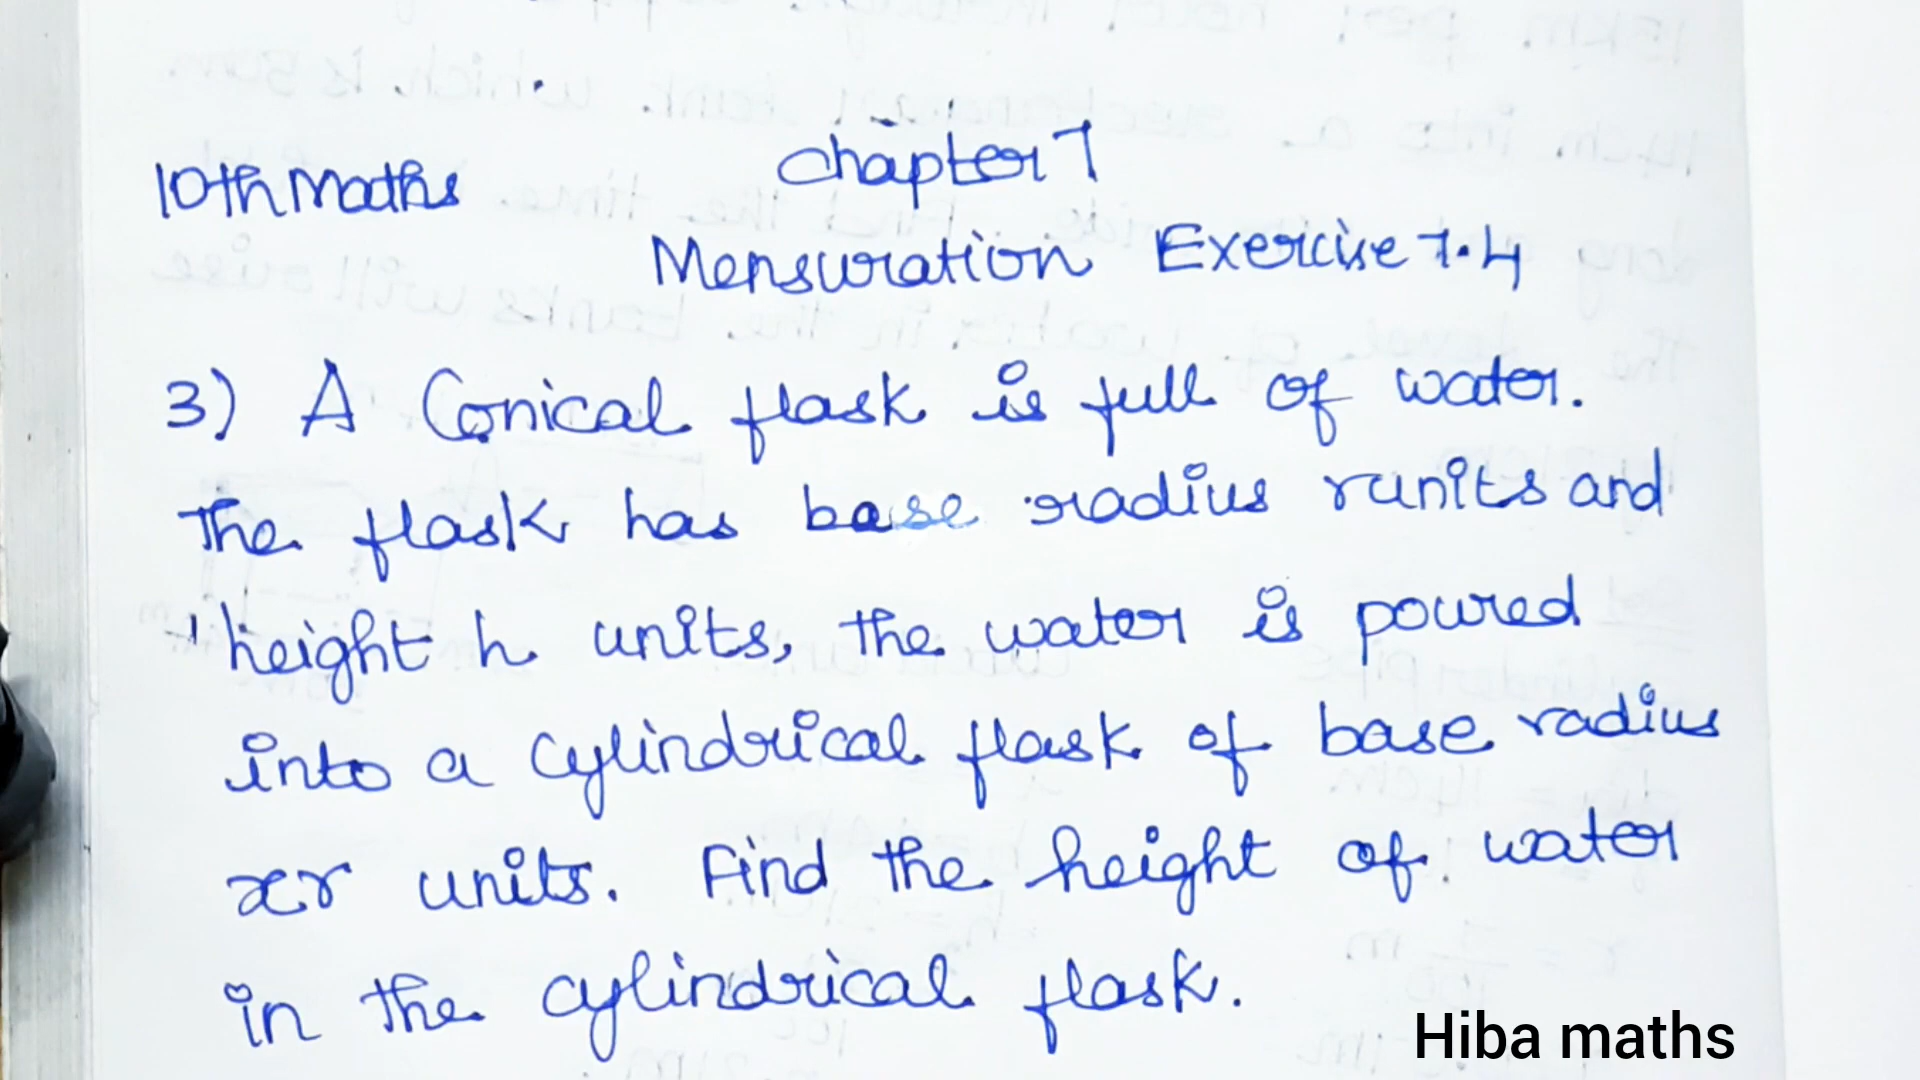 10th Maths
Chapter 7
Mensuration Exercise 7.4
3) A Conical flask is full of water.
The flask has base radius r units and
height h units, the water is poured
into a cylindrical flask of base radius
xr units. Find the height of water
in the cylindrical flask.
Hiba maths